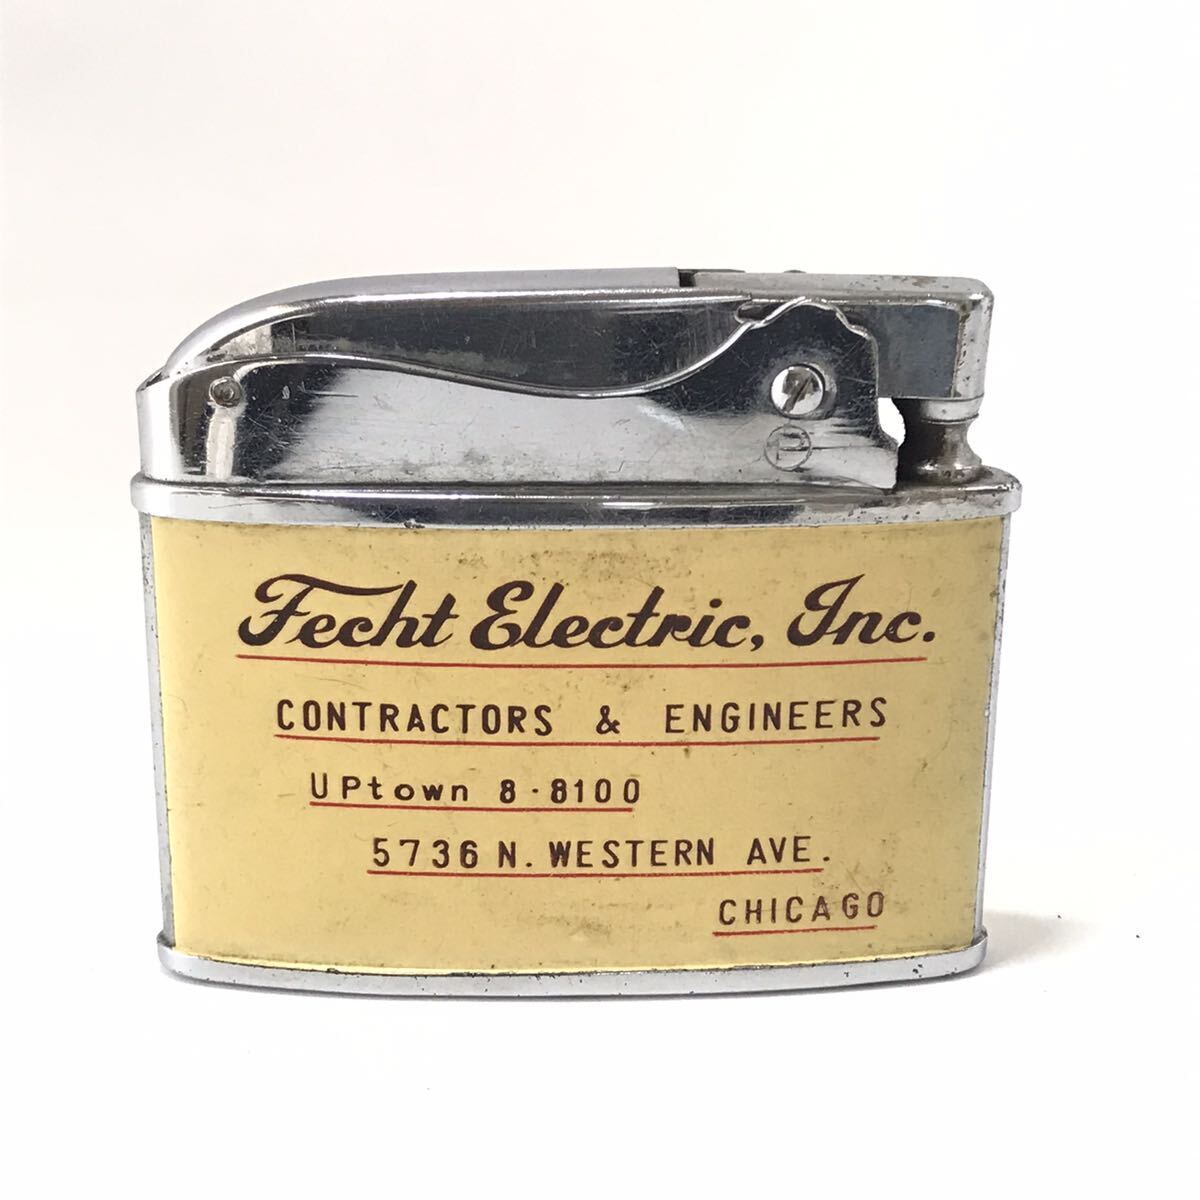 P
Fecht Electric, Inc.
CONTRACTORS & ENGINEERS
UPtown 8-8100
5736 N. WESTERN AVE.
CHICAGO